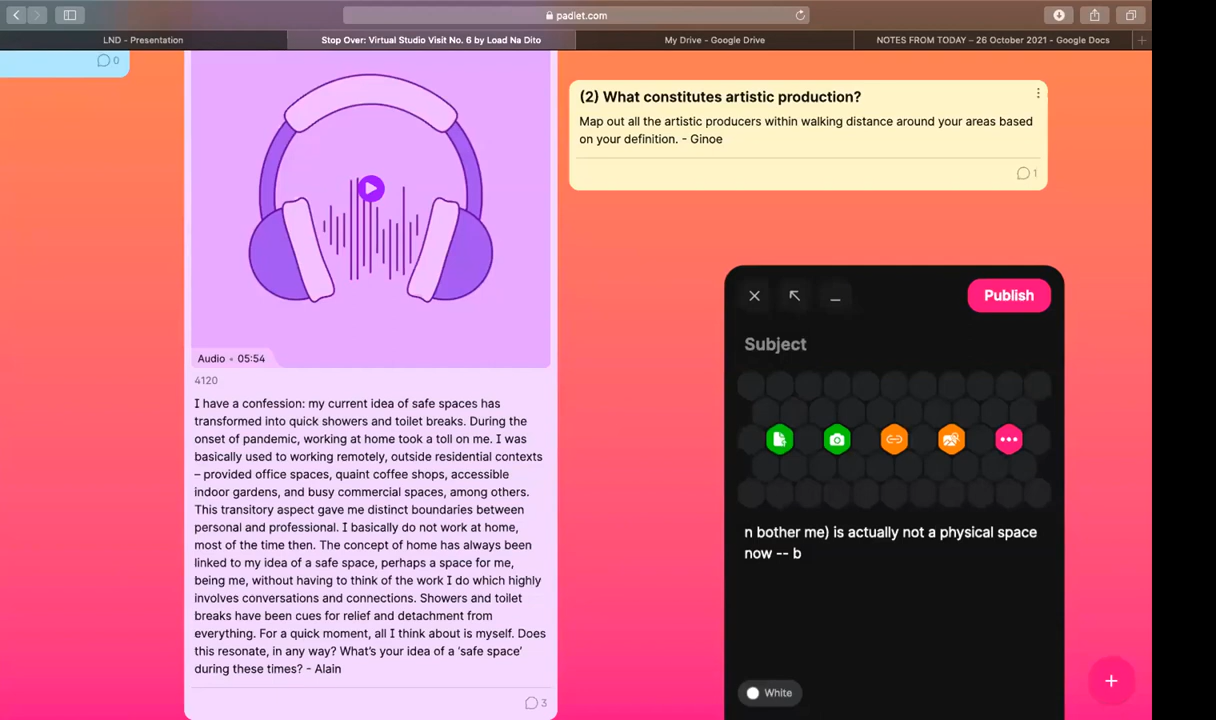 padlet.com
LND - Presentation
Stop Over: Virtual Studio Visit No. 6 by Load Na Dito
My Drive - Google Drive
NOTES FROM TODAY – 26 October 2021 - Google Docs
0
Audio • 05:54
4120
I have a confession: my current idea of safe spaces has
transformed into quick showers and toilet breaks. During the
onset of pandemic, working at home took a toll on me. I was
basically used to working remotely, outside residential contexts
– provided office spaces, quaint coffee shops, accessible
indoor gardens, and busy commercial spaces, among others.
This transitory aspect gave me distinct boundaries between
personal and professional. I basically do not work at home,
most of the time then. The concept of home has always been
linked to my idea of a safe space, perhaps a space for me,
being me, without having to think of the work I do which highly
involves conversations and connections. Showers and toilet
breaks have been cues for relief and detachment from
everything. For a quick moment, all I think about is myself. Does
this resonate, in any way? What's your idea of a 'safe space'
during these times? - Alain
3
(2) What constitutes artistic production?
Map out all the artistic producers within walking distance around your areas based
on your definition. - Ginoe
1
Publish
Subject
n bother me) is actually not a physical space
now -- b
White